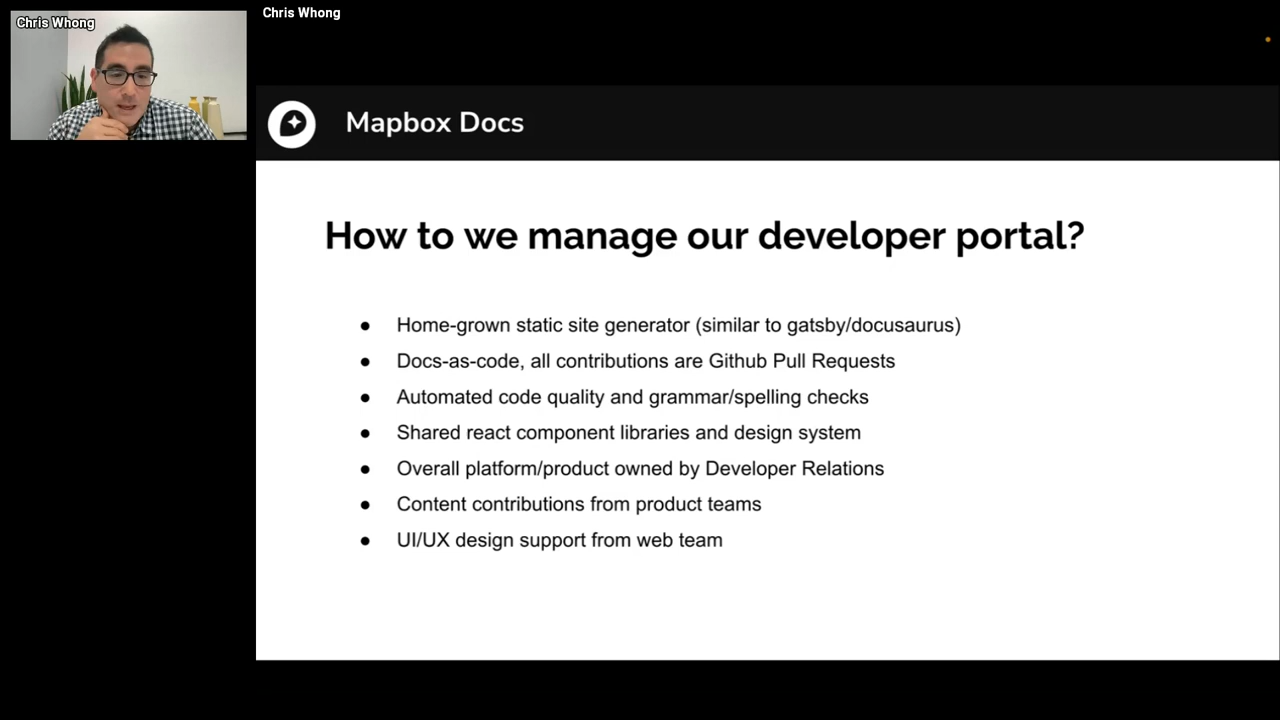 Chris Whong
Chris Whong
Mapbox Docs
How to we manage our developer portal?
● Home-grown static site generator (similar to gatsby/docusaurus)
● Docs-as-code, all contributions are Github Pull Requests
● Automated code quality and grammar/spelling checks
● Shared react component libraries and design system
● Overall platform/product owned by Developer Relations
● Content contributions from product teams
● UI/UX design support from web team